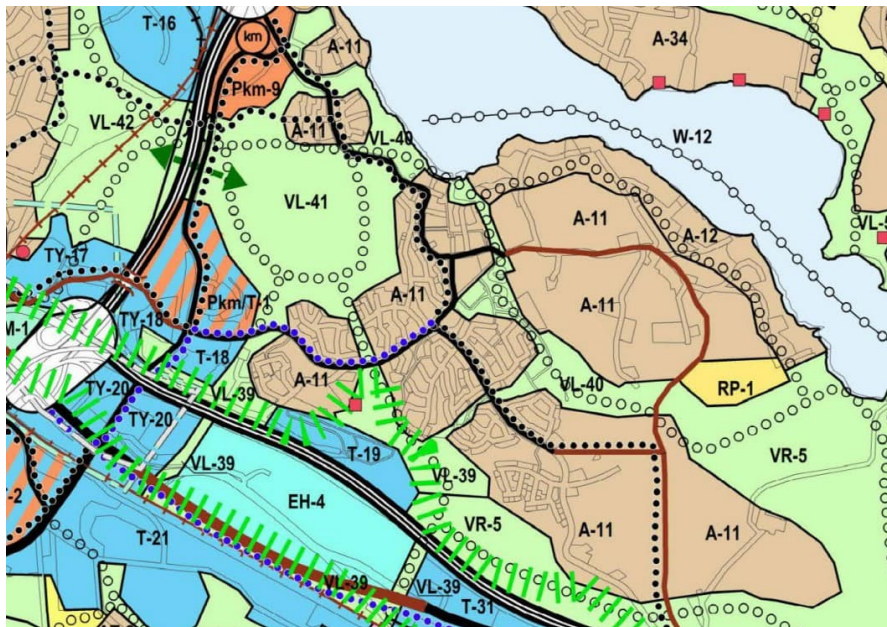 T-16
km
A-11
A-34
Pkm-9
VL-42
A-11
VL-40
W-12
VL-41
A-11
A-12
TY-17
A-11
A-11
Pkm/T-1
TY-18
T-18
A-11
VL-40
RP-1
TY-20
VL-39
TY-20
T-19
VR-5
VL-39
VL-39
EH-4
VR-5
T-21
A-11
A-11
VL-39
VL-39
T-31